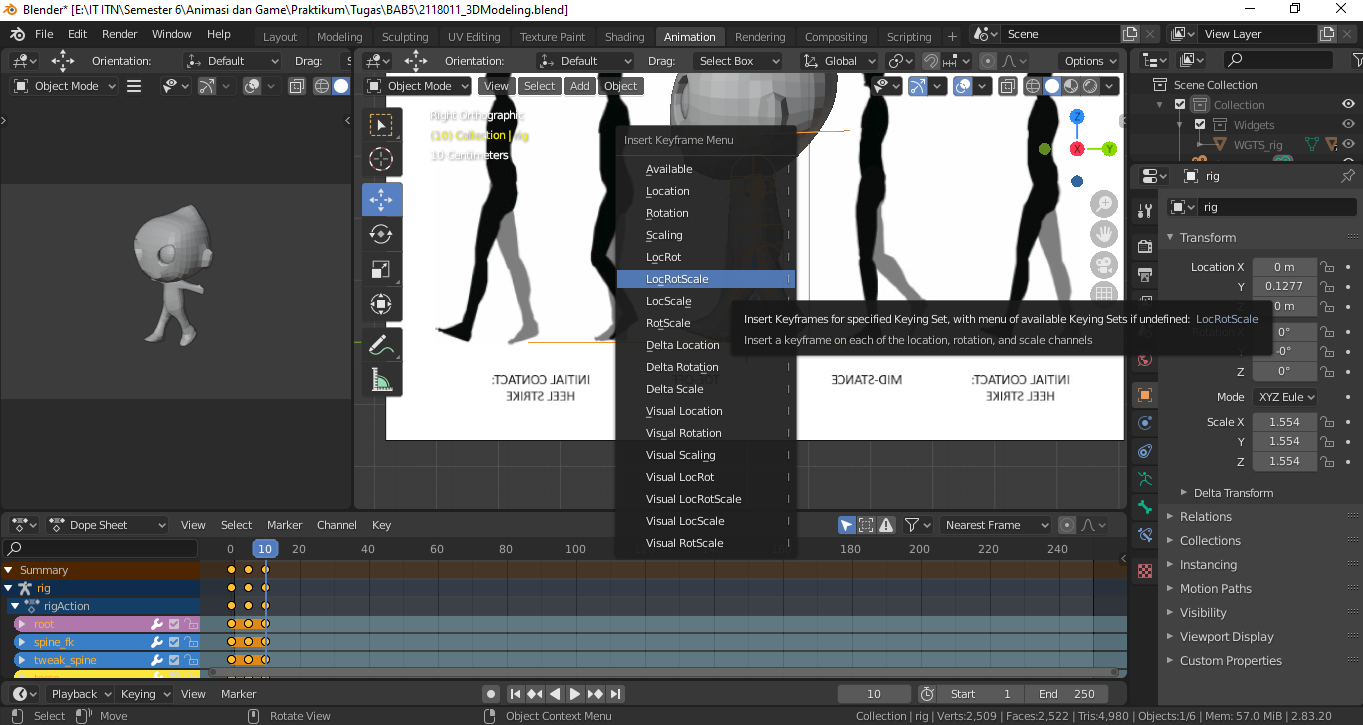 Blender* [E:\IT ITN\Semester 6\Animasi dan Game\Praktikum\Tugas\BAB5\2118011_3DModeling.blend]
File Edit Render Window Help Layout Modeling Sculpting UV Editing Texture Paint Shading Animation Rendering Compositing Scripting + Scene View Layer
Orientation: Default Drag: S Orientation: Default Drag: Select Box Global Options
Object Mode Object Mode View Select Add Object
Scene Collection
Collection
Widgets
WGTS_rig
Right Orthographic
(10) Collection | rig
10 Centimeters
Z
X
Y
Insert Keyframe Menu
Available I
Location I
Rotation I
Scaling I
LocRot I
LocRotScale I
LocScale I
RotScale I
Delta Location I
Delta Rotation I
Delta Scale I
Visual Location I
Visual Rotation I
Visual Scaling I
Visual LocRot I
Visual LocRotScale I
Visual LocScale I
Visual RotScale I
Insert Keyframes for specified Keying Set, with menu of available Keying Sets if undefined: LocRotScale
Insert a keyframe on each of the location, rotation, and scale channels
INITIAL CONTACT:
HEEL STRIKE
MID-STANCE
INITIAL CONTACT:
HEEL STRIKE
rig
rig
Transform
Location X 0 m
Y 0.1277
0 m
0°
-0°
Z 0°
Mode XYZ Eule
Scale X 1.554
Y 1.554
Z 1.554
Delta Transform
Relations
Collections
Instancing
Motion Paths
Visibility
Viewport Display
Custom Properties
Dope Sheet View Select Marker Channel Key Nearest Frame
0 10 20 40 60 80 100 180 200 220 240
Summary
rig
rigAction
root
spine_fk
tweak_spine
Playback Keying View Marker 10 Start 1 End 250
Select Move Rotate View Object Context Menu Collection | rig | Verts:2,509 | Faces:2,522 | Tris:4,980 | Objects:1/6 | Mem: 57.0 MiB | 2.83.20